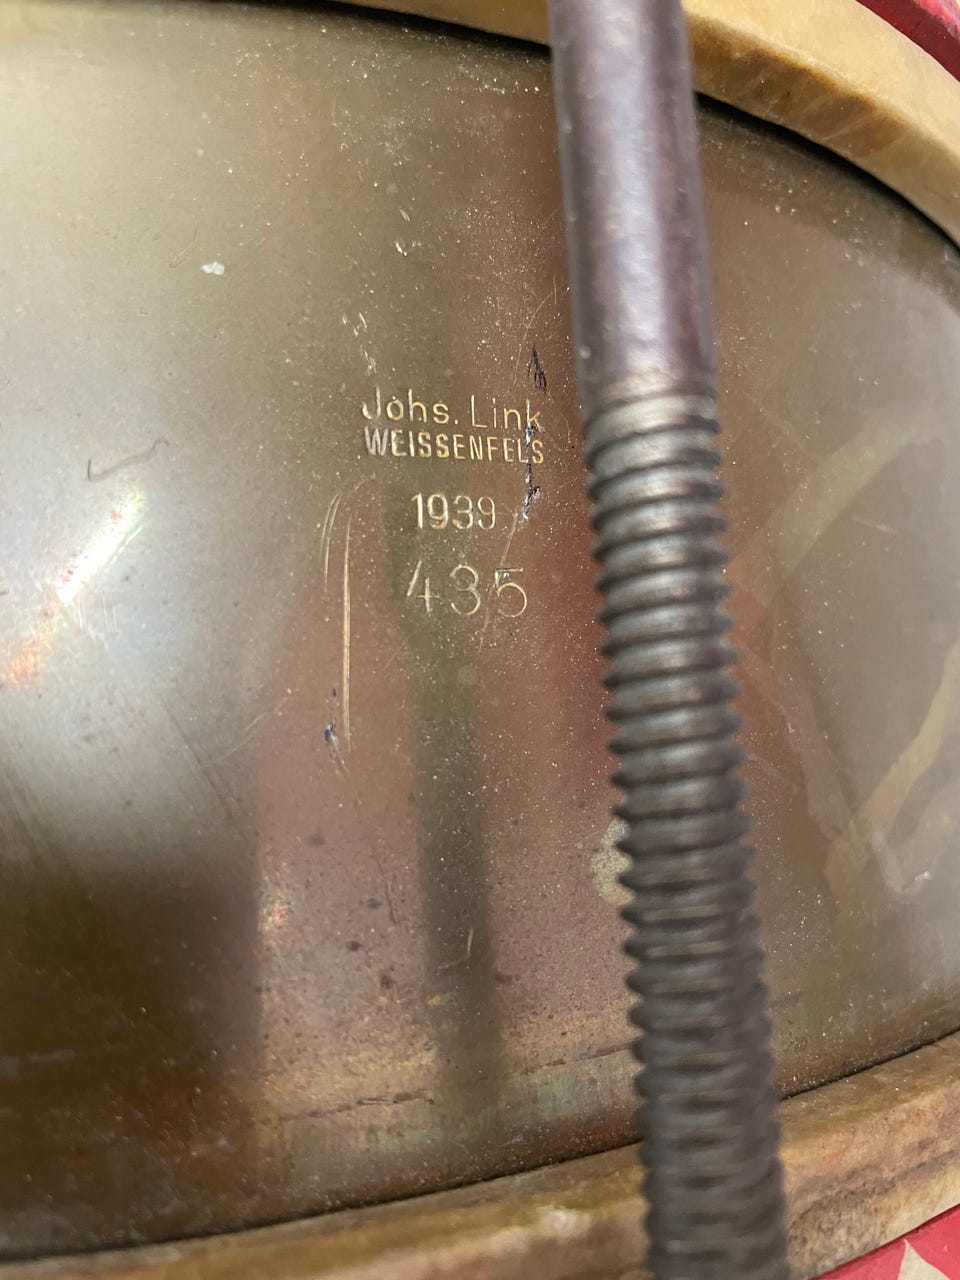 Johs. Link
WEISSENFELS
1939
435